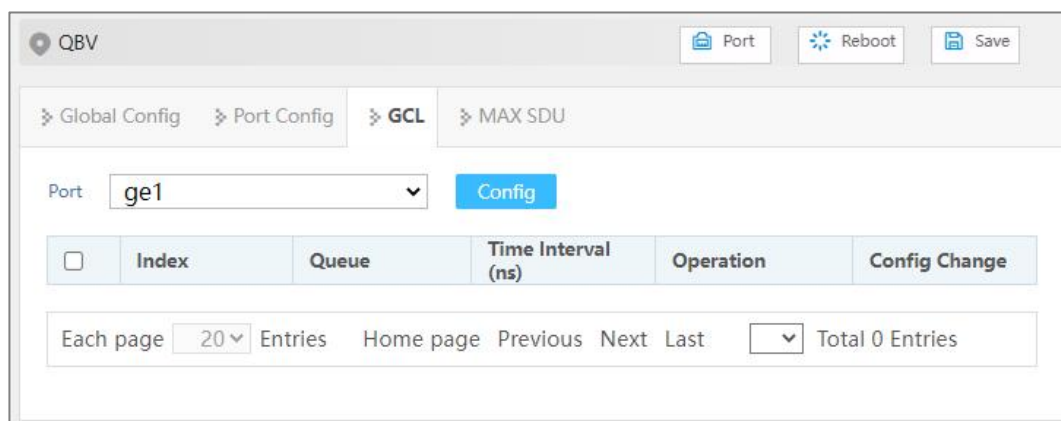 QBV Port Reboot Save
Global Config Port Config GCL MAX SDU
Port ge1 Config
Index Queue Time Interval (ns) Operation Config Change
Each page 20 Entries Home page Previous Next Last Total 0 Entries